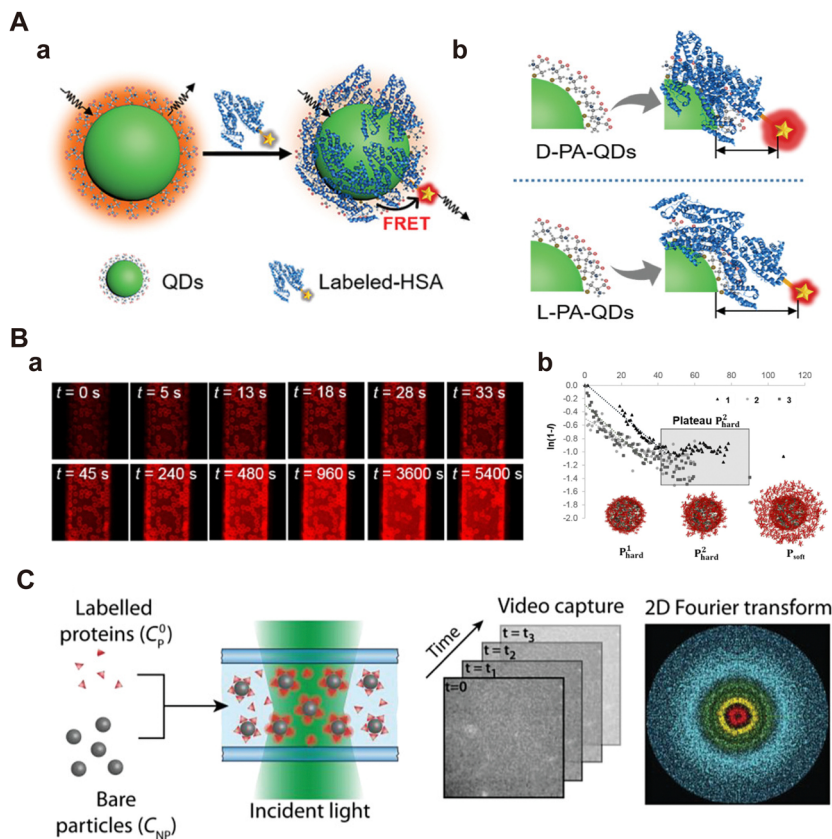 A
a
FRET
QDs
Labeled-HSA
b
D-PA-QDs
L-PA-QDs
B
a
t = 0 s
t = 5 s
t = 13 s
t = 18 s
t = 28 s
t = 33 s
t = 45 s
t = 240 s
t = 480 s
t = 960 s
t = 3600 s
t = 5400 s
b
0 20 40 60 80 100 120
0.0
-0.2
-0.4
-0.6
-0.8
-1.0
-1.2
-1.4
-1.6
-1.8
-2.0
ln(1-I)
1 2 3
Plateau P²hard
P¹hard
P²hard
Psoft
C
Labelled
proteins (C⁰P)
Bare
particles (CNP)
Incident light
Video capture
Time
t = t₃
t = t₂
t = t₁
t=0
2D Fourier transform